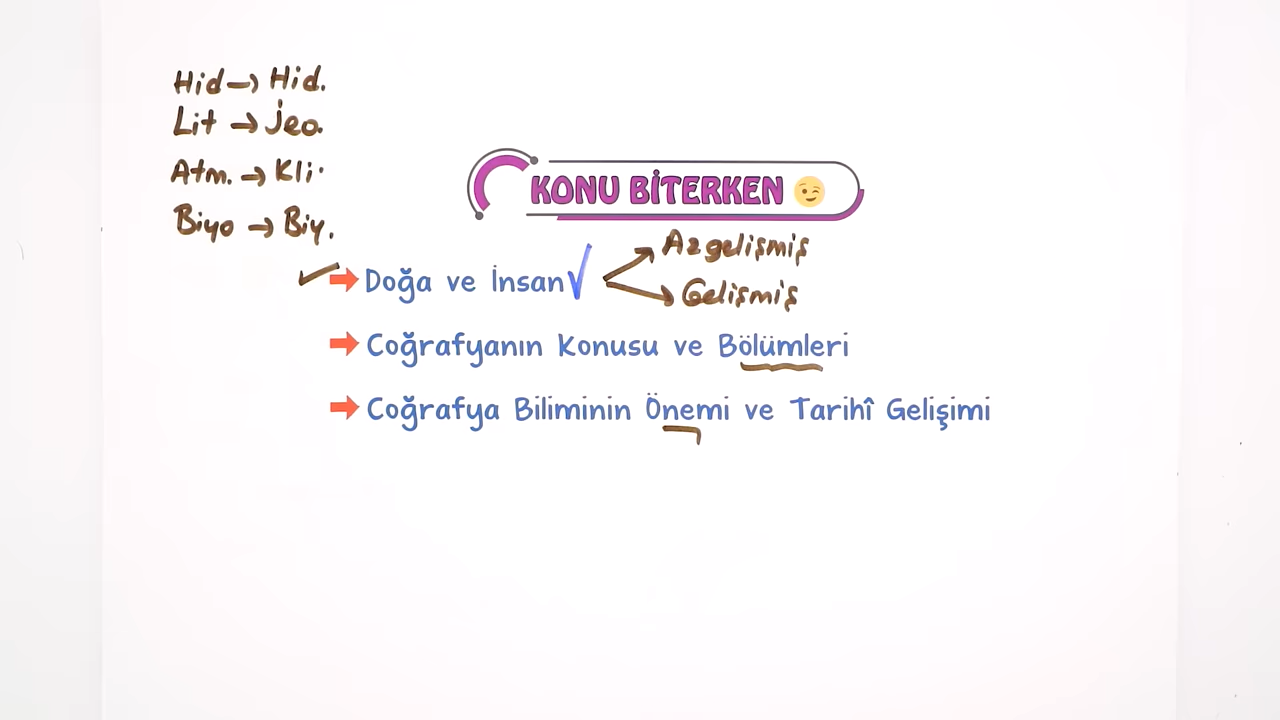 Hid → Hid.
Lit → Jeo.
Atm. → Kli.
Biyo → Biy.
KONU BİTERKEN
Azgelişmiş
Doğa ve İnsan
Gelişmiş
Coğrafyanın Konusu ve Bölümleri
Coğrafya Biliminin Önemi ve Tarihî Gelişimi